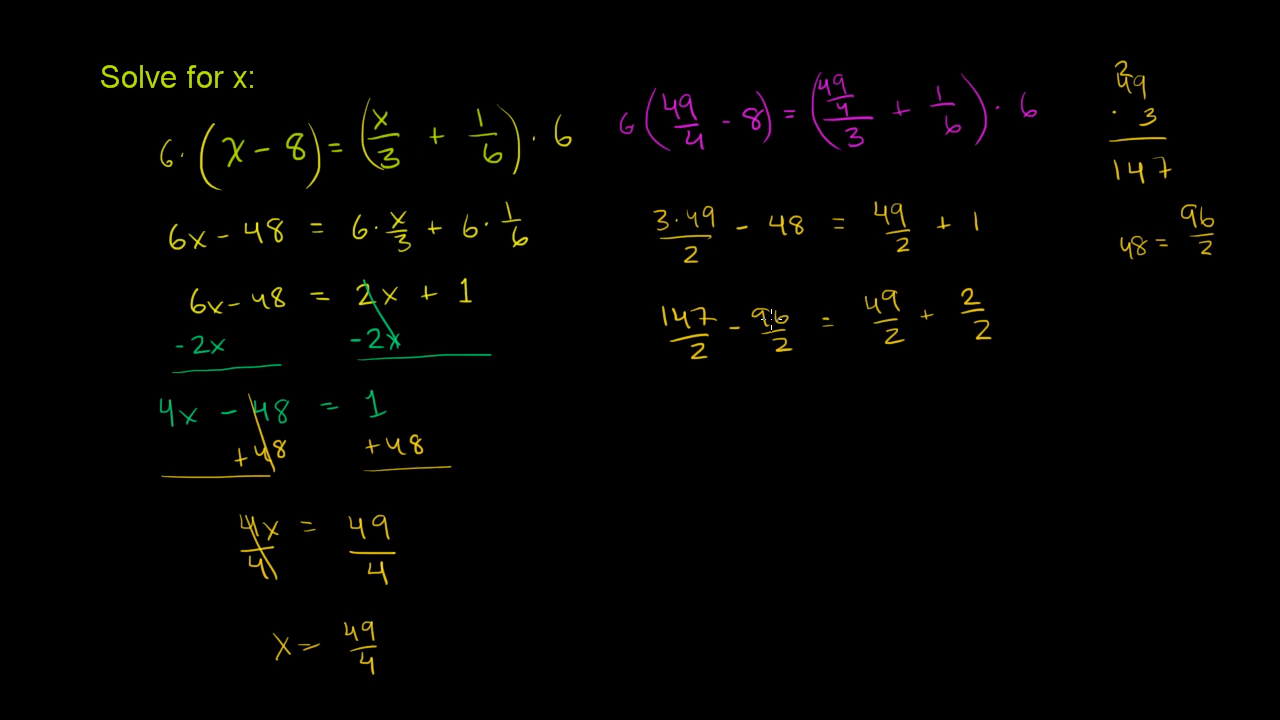 Solve for x:
6·(x - 8) = (x/3 + 1/6)·6
6x - 48 = 6·x/3 + 6·1/6
6x - 48 = 2x + 1
-2x -2x
4x - 48 = 1
+48 +48
4x/4 = 49/4
x = 49/4
6(49/4 - 8) = (49/4/3 + 1/6)·6
3·49/2 - 48 = 49/2 + 1
147/2 - 96/2 = 49/2 + 2/2
2
49
· 3
147
48 = 96/2